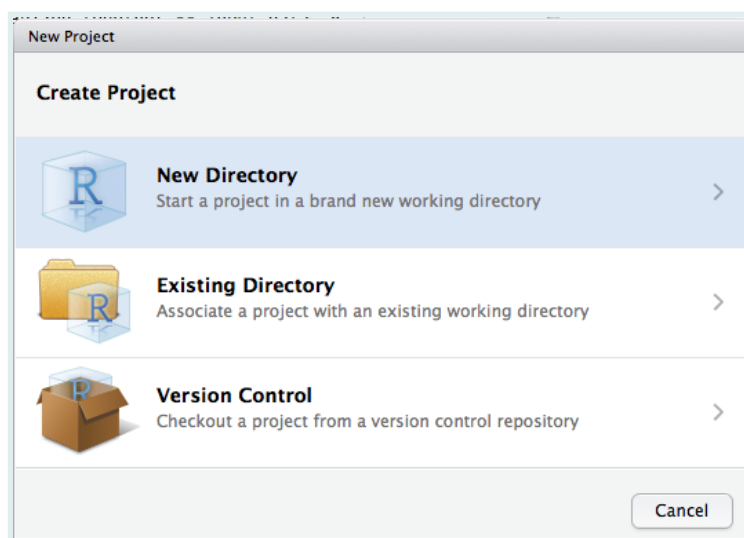 New Project
Create Project
New Directory
Start a project in a brand new working directory
Existing Directory
Associate a project with an existing working directory
Version Control
Checkout a project from a version control repository
Cancel